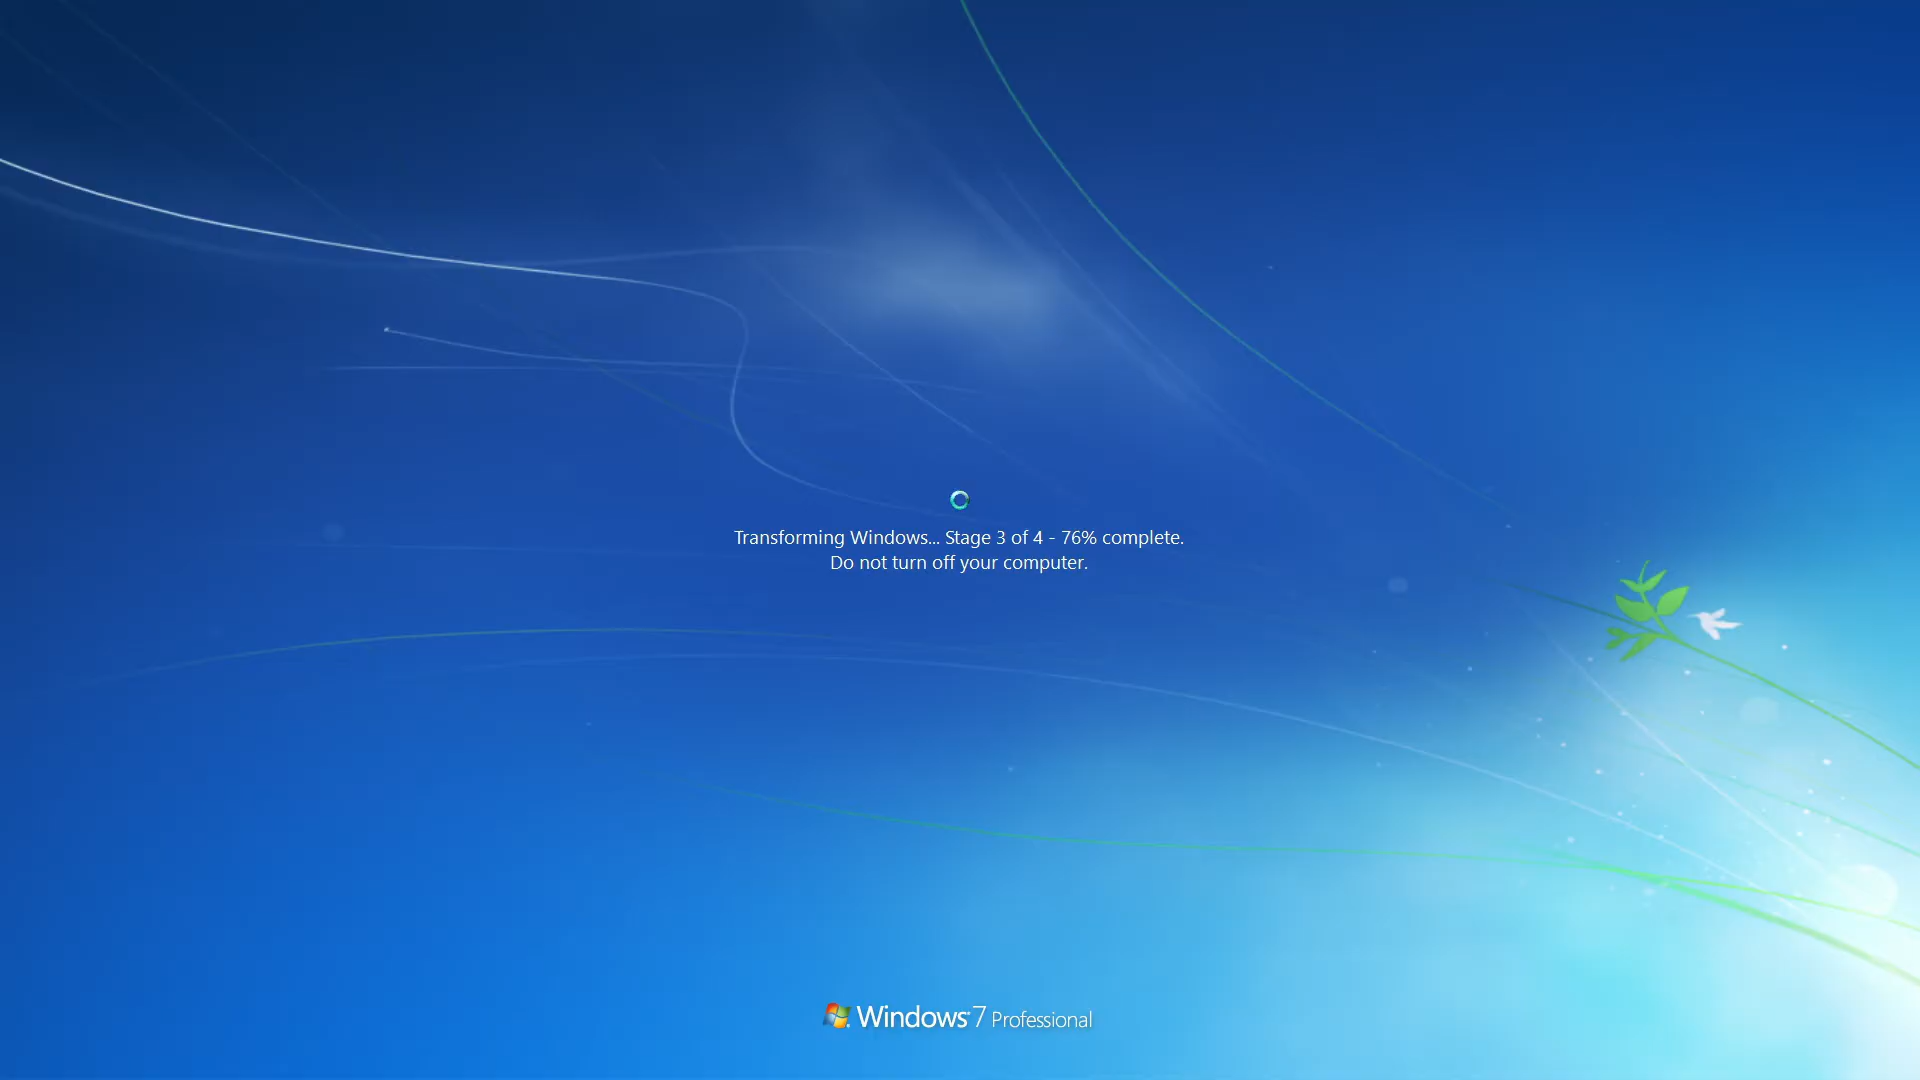 Transforming Windows... Stage 3 of 4 - 76% complete.
Do not turn off your computer.
Windows 7 Professional